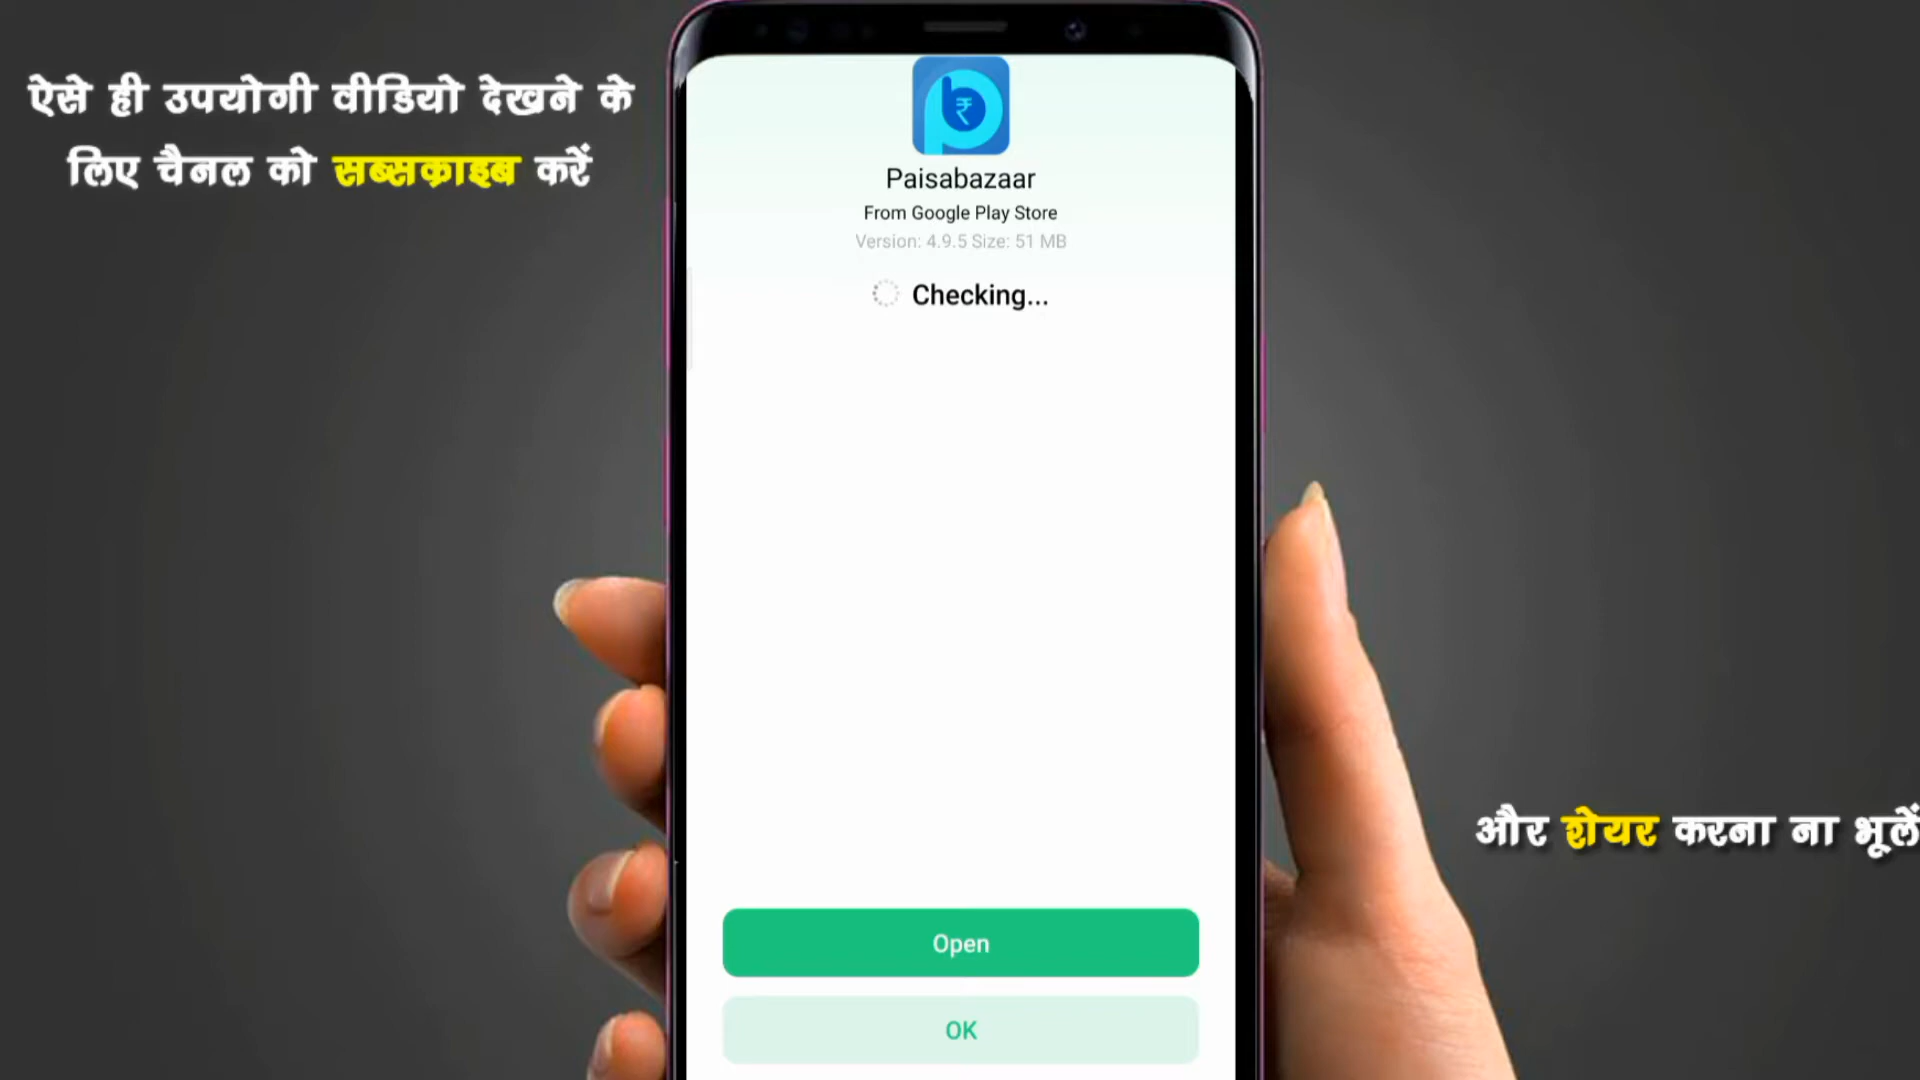 ऐसे ही उपयोगी वीडियो देखने के
लिए चैनल को सब्सक्राइब करें
Paisabazaar
From Google Play Store
Version: 4.9.5 Size: 51 MB
Checking...
और शेयर करना ना भूलें
Open
OK